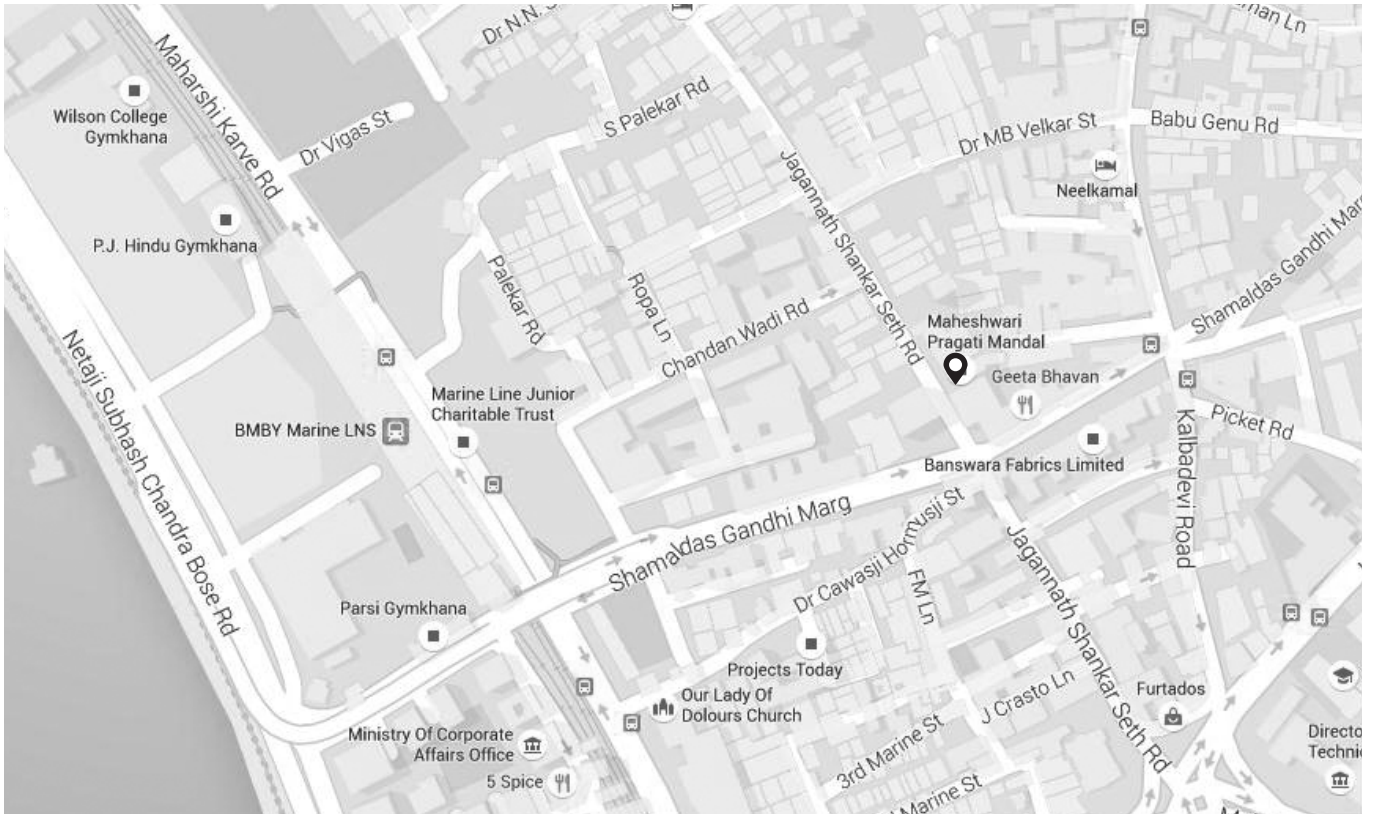 Dr N.N.
Maharshi Karve Rd
Wilson College
Gymkhana
Dr Vigas St
S Palekar Rd
Dr MB Velkar St
Babu Genu Rd
Neelkamal
Jagannath Shankar Seth Rd
P.J. Hindu Gymkhana
Palekar Rd
Ropa Ln
Chandan Wadi Rd
Shamaldas Gandhi Marg
Maheshwari
Pragati Mandal
Geeta Bhavan
Netaji Subhash Chandra Bose Rd
Marine Line Junior
Charitable Trust
BMBY Marine LNS
Picket Rd
Kalbadevi Road
Banswara Fabrics Limited
Shamaldas Gandhi Marg
Dr Cawasji Hormusji St
FM Ln
Jagannath Shankar Seth Rd
Parsi Gymkhana
Projects Today
Our Lady Of
Dolours Church
J Crasto Ln
Furtados
3rd Marine St
Marine St
Ministry Of Corporate
Affairs Office
5 Spice